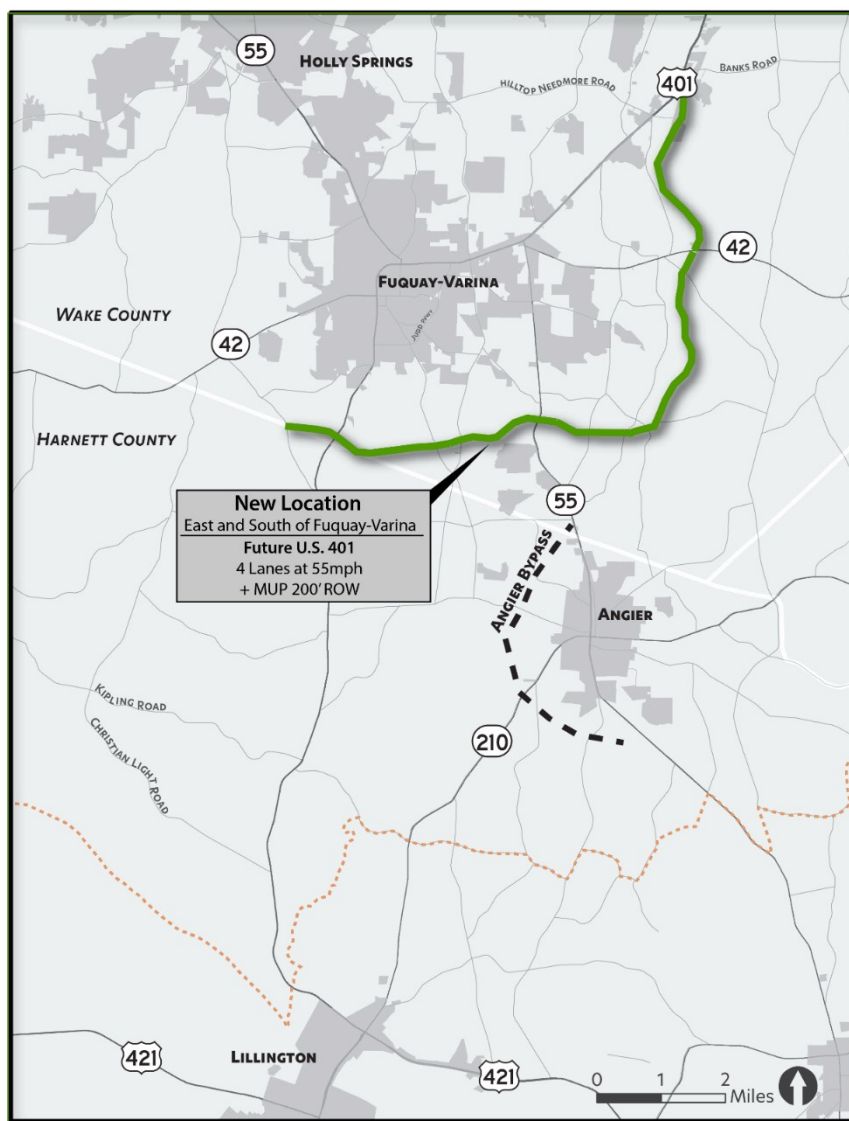 55
HOLLY SPRINGS
BANKS ROAD
HILLTOP NEEDMORE ROAD
401
42
FUQUAY-VARINA
JUDD PKWY
WAKE COUNTY
42
HARNETT COUNTY
New Location
East and South of Fuquay-Varina
Future U.S. 401
4 Lanes at 55mph
+ MUP 200' ROW
55
ANGIER BYPASS
ANGIER
KIPLING ROAD
CHRISTIAN LIGHT
ROAD
210
421
LILLINGTON
421
0 1 2
Miles